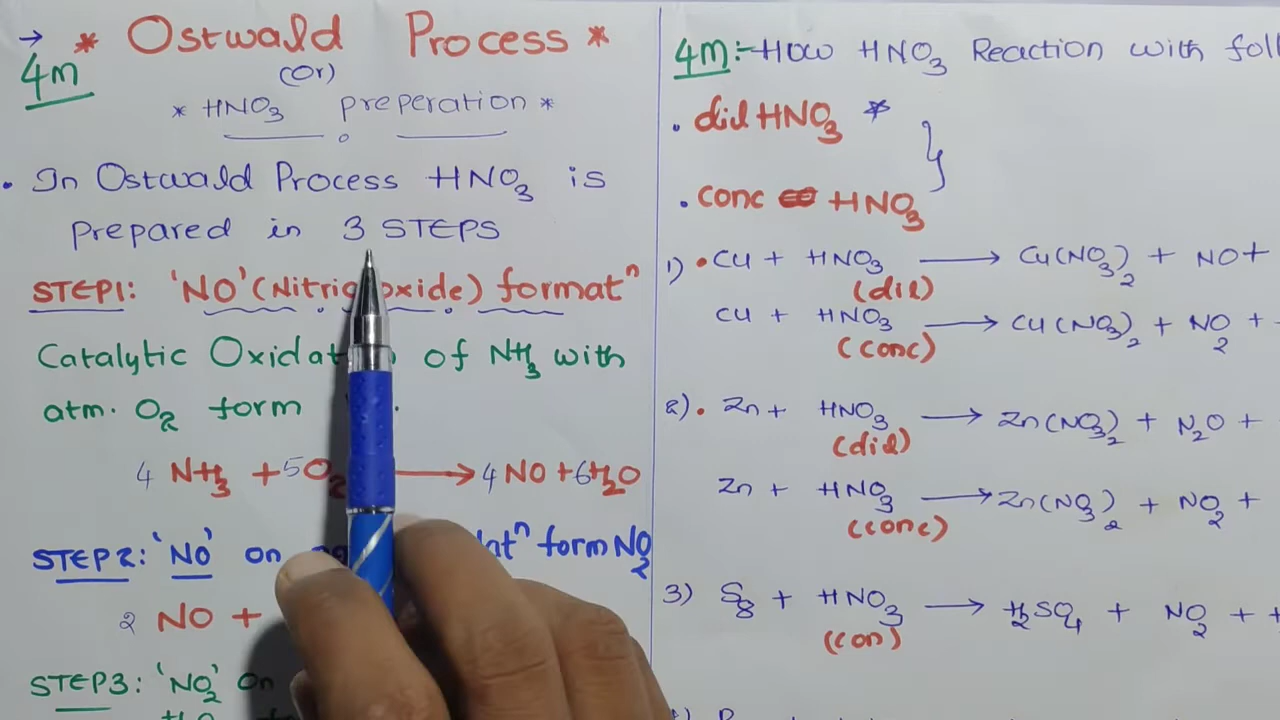 → * Ostwald Process *
4m
(Or)
* HNO₃ preperation *
• In Ostwald Process HNO₃ is
prepared in 3 STEPS
STEP1: 'NO' (Nitric oxide) formatⁿ
Catalytic Oxidat of NH₃ with
atm. O₂ form
4 NH₃ + 5O₂ → 4 NO + 6H₂O
STEP2: 'NO' on form NO₂
2 NO +
STEP3: 'NO₂' on
4m:- How HNO₃ Reaction with foll
• dil HNO₃ *
• conc HNO₃
1) • Cu + HNO₃ → Cu(NO₃)₂ + NO +
(dil)
Cu + HNO₃ → Cu(NO₃)₂ + NO₂ +
(conc)
2) • Zn + HNO₃ → Zn(NO₃)₂ + N₂O +
(dil)
Zn + HNO₃ → Zn(NO₃)₂ + NO₂ +
(conc)
3) S₈ + HNO₃ → H₂SO₄ + NO₂ + +
(con)